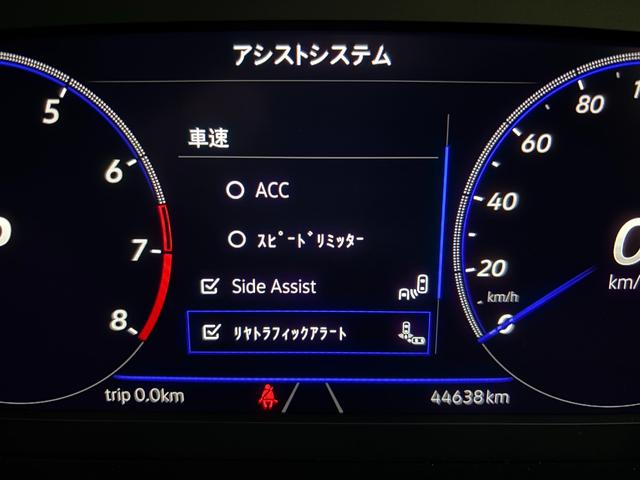 アシストシステム
車速
ACC
スピードリミッター
Side Assist
リヤトラフィックアラート
5
6
7
8
80
60
40
20
0
km/h
0
km/
trip 0.0km
44638km